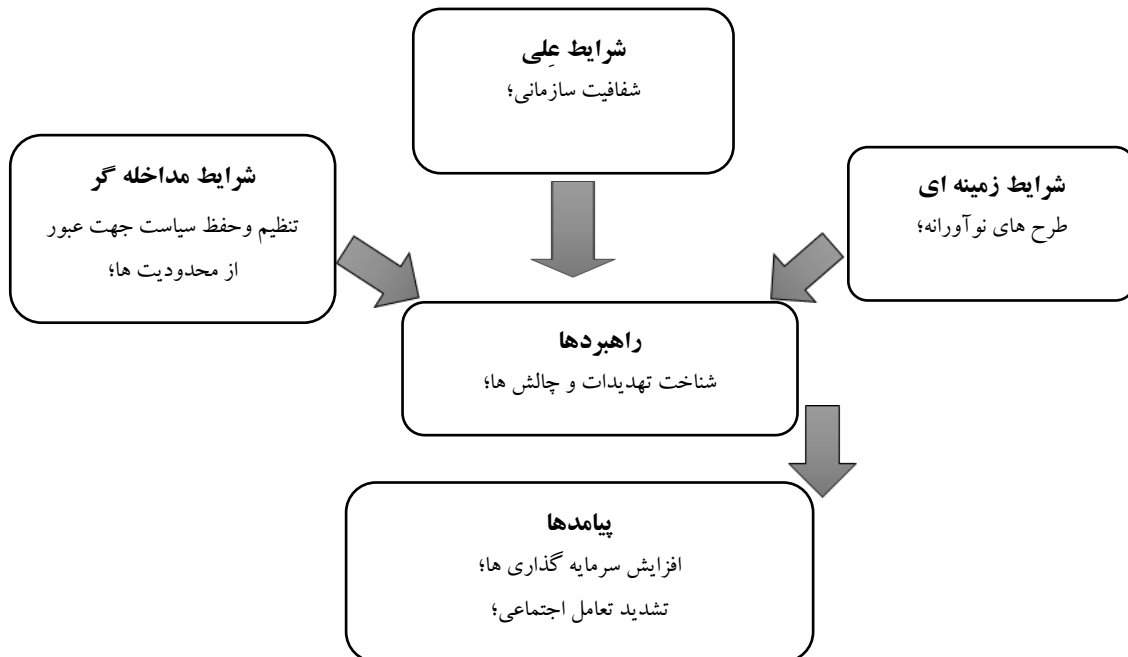 شرایط عِلی
شفافیت سازمانی؛
شرایط زمینه ای
طرح های نوآورانه؛
شرایط مداخله گر
تنظیم وحفظ سیاست جهت عبور
از محدودیت ها؛
راهبردها
شناخت تهدیدات و چالش ها؛
پیامدها
افزایش سرمایه گذاری ها؛
تشدید تعامل اجتماعی؛